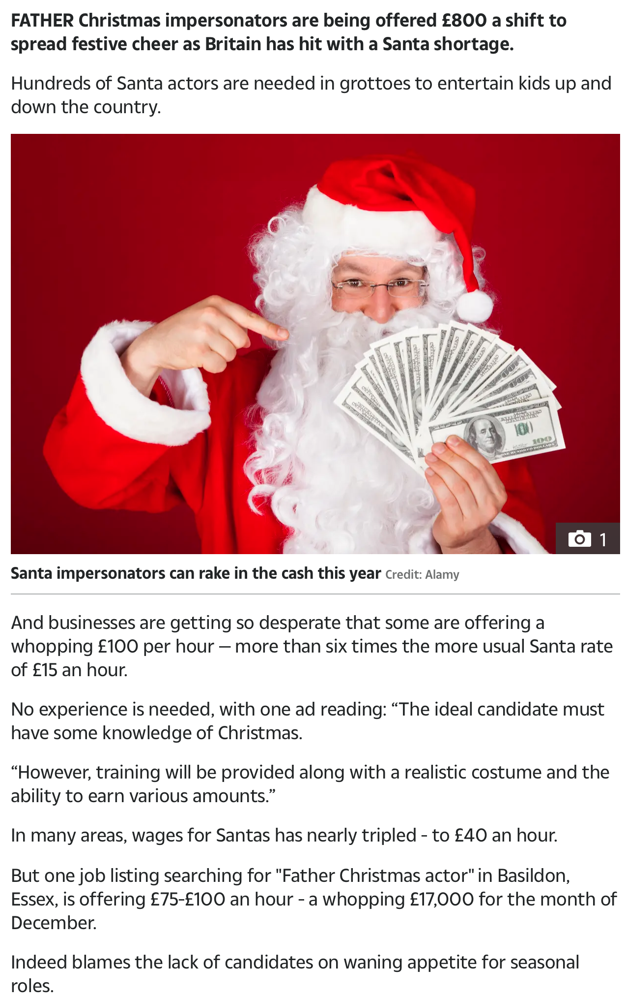 FATHER Christmas impersonators are being offered £800 a shift to
spread festive cheer as Britain has hit with a Santa shortage.
Hundreds of Santa actors are needed in grottoes to entertain kids up and
down the country.
100
ONE HUNDRED DOLLARS
1
Santa impersonators can rake in the cash this year Credit: Alamy
And businesses are getting so desperate that some are offering a
whopping £100 per hour — more than six times the more usual Santa rate
of £15 an hour.
No experience is needed, with one ad reading: “The ideal candidate must
have some knowledge of Christmas.
“However, training will be provided along with a realistic costume and the
ability to earn various amounts.”
In many areas, wages for Santas has nearly tripled - to £40 an hour.
But one job listing searching for "Father Christmas actor" in Basildon,
Essex, is offering £75-£100 an hour - a whopping £17,000 for the month of
December.
Indeed blames the lack of candidates on waning appetite for seasonal
roles.